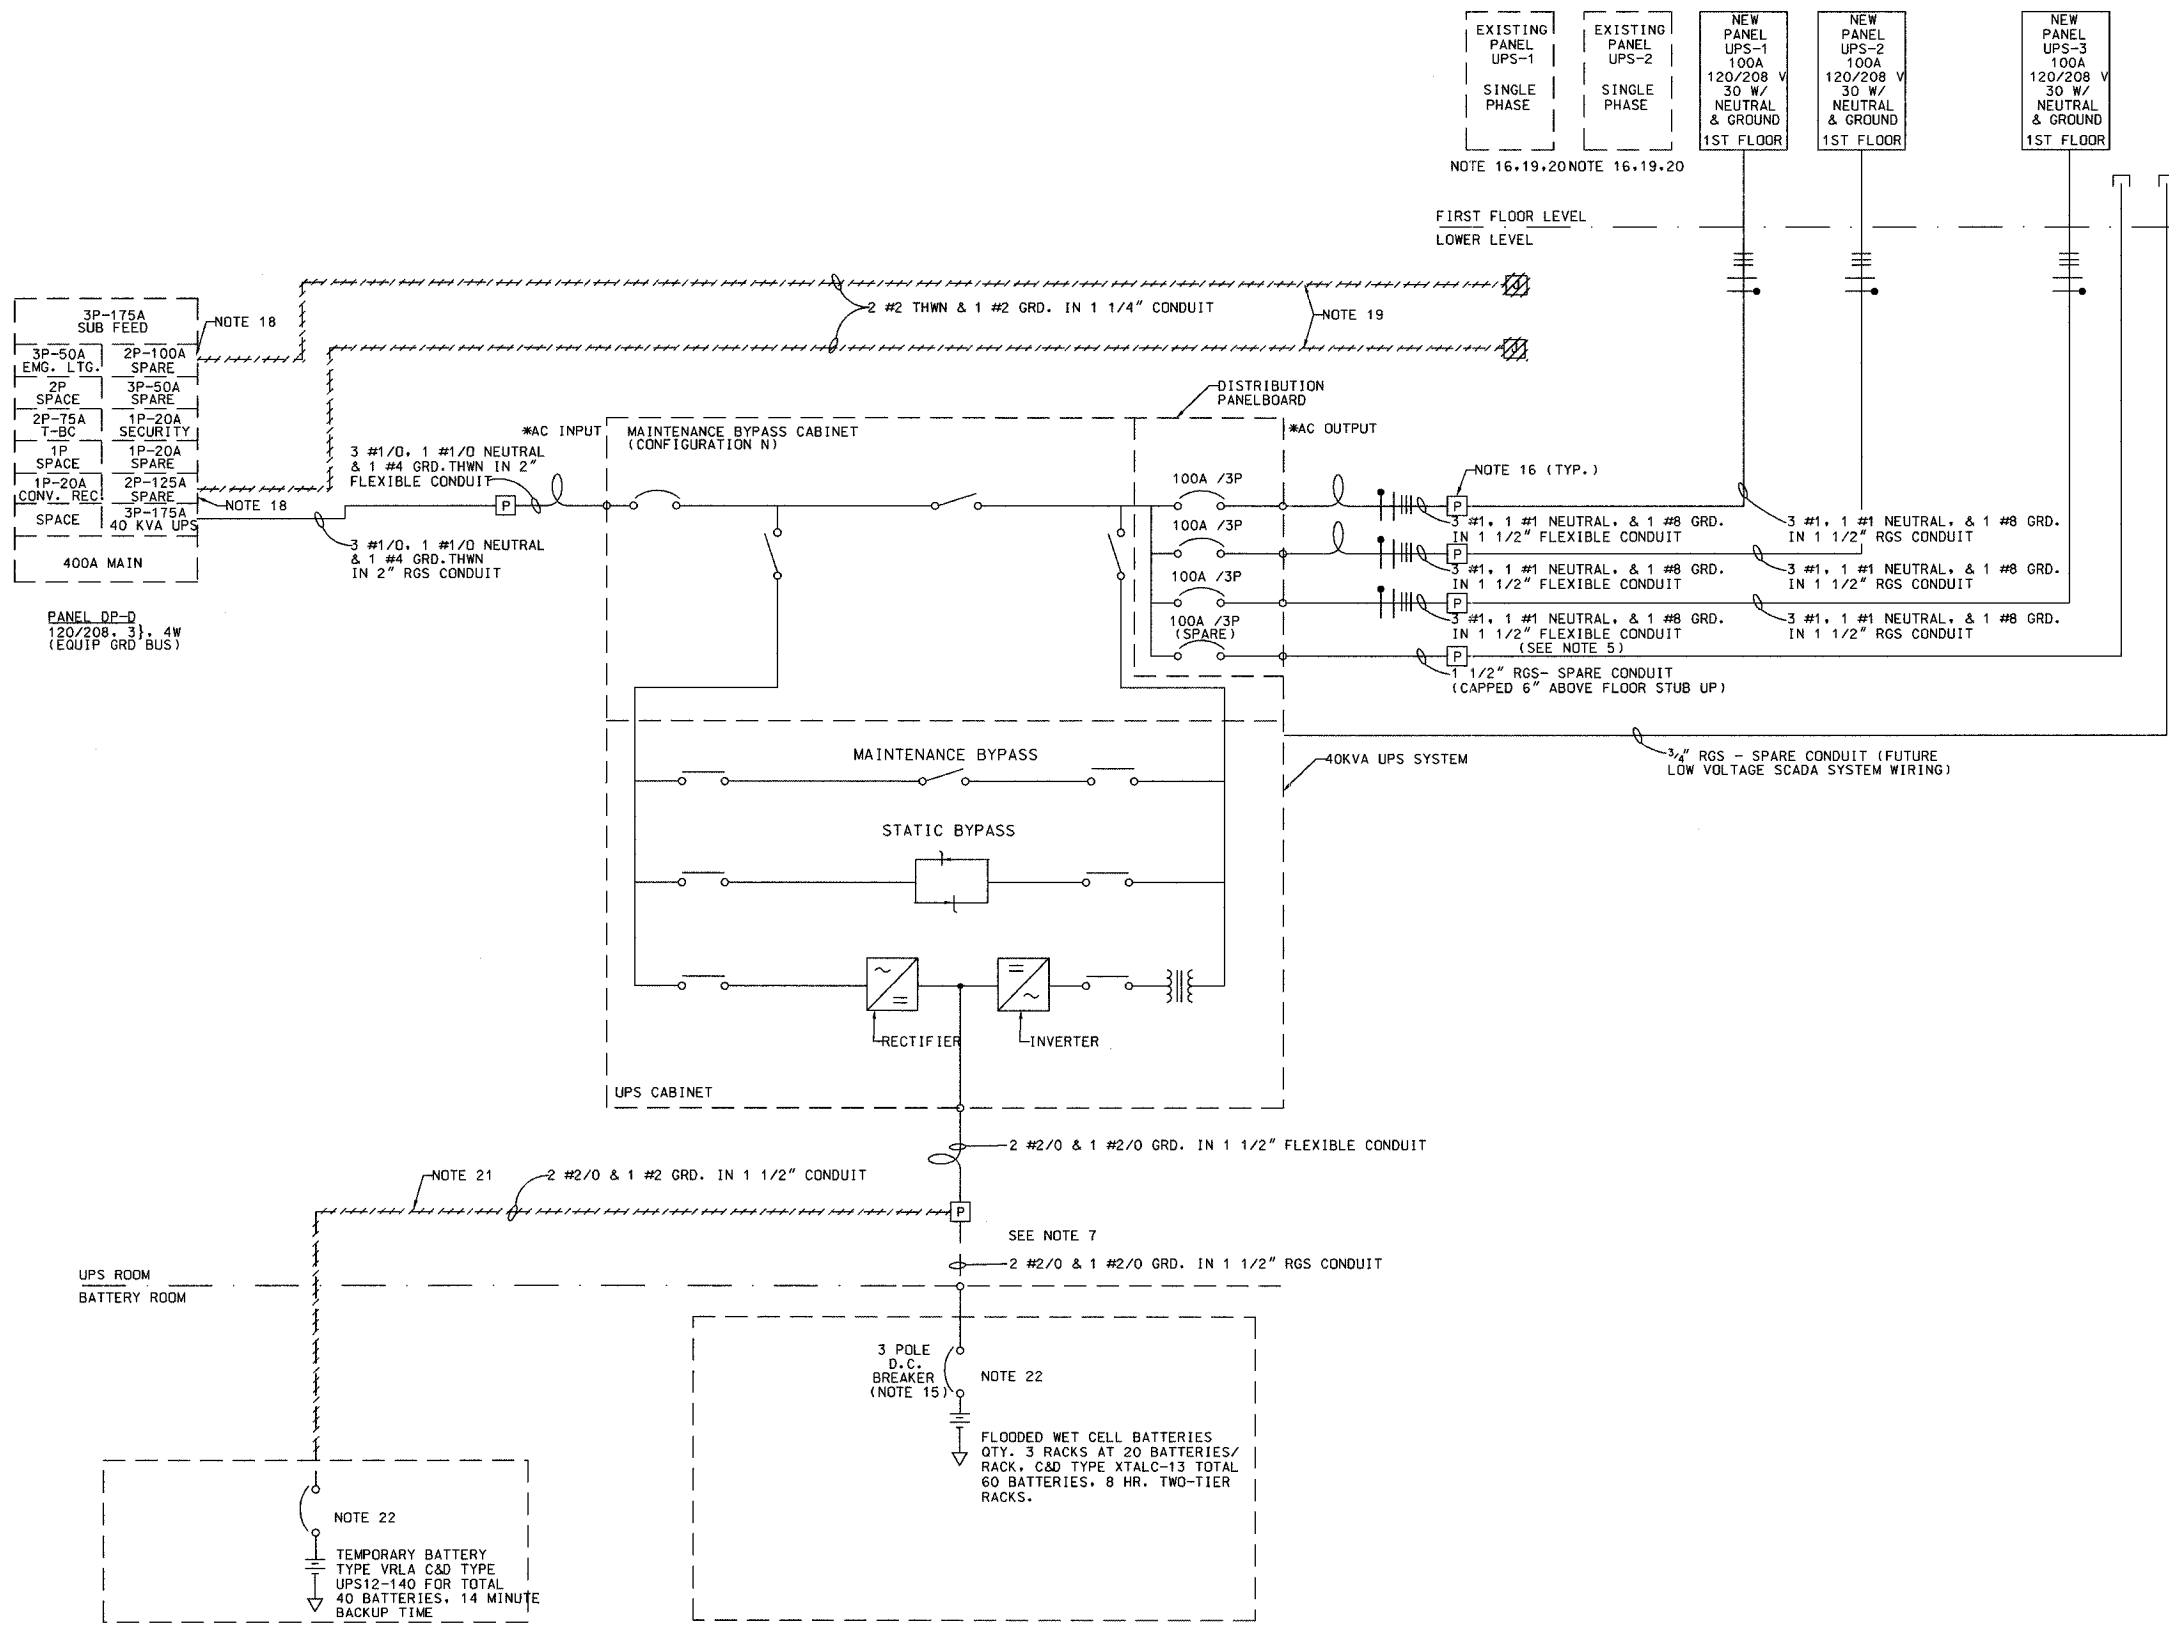 EXISTING
PANEL
UPS-1
SINGLE
PHASE
NOTE 16,19,20
EXISTING
PANEL
UPS-2
SINGLE
PHASE
NOTE 16,19,20
NEW
PANEL
UPS-1
100A
120/208 V
30 W/
NEUTRAL
& GROUND
1ST FLOOR
NEW
PANEL
UPS-2
100A
120/208 V
30 W/
NEUTRAL
& GROUND
1ST FLOOR
NEW
PANEL
UPS-3
100A
120/208 V
30 W/
NEUTRAL
& GROUND
1ST FLOOR
FIRST FLOOR LEVEL
LOWER LEVEL
J
J
2 #2 THWN & 1 #2 GRD. IN 1 1/4" CONDUIT
NOTE 19
3P-175A
SUB FEED
NOTE 18
3P-50A
EMG. LTG.
2P-100A
SPARE
2P
SPACE
3P-50A
SPARE
2P-75A
T-BC
1P-20A
SECURITY
1P
SPACE
1P-20A
SPARE
1P-20A
CONV. REC
2P-125A
SPARE
SPACE
3P-175A
40 KVA UPS
400A MAIN
NOTE 18
PANEL DP-D
120/208, 3}, 4W
(EQUIP GRD BUS)
3 #1/0, 1 #1/0 NEUTRAL
& 1 #4 GRD.THWN IN 2"
FLEXIBLE CONDUIT
P
3 #1/0, 1 #1/0 NEUTRAL
& 1 #4 GRD.THWN
IN 2" RGS CONDUIT
*AC INPUT
MAINTENANCE BYPASS CABINET
(CONFIGURATION N)
DISTRIBUTION
PANELBOARD
*AC OUTPUT
100A /3P
100A /3P
100A /3P
100A /3P
(SPARE)
NOTE 16 (TYP.)
P
3 #1, 1 #1 NEUTRAL, & 1 #8 GRD.
IN 1 1/2" FLEXIBLE CONDUIT
3 #1, 1 #1 NEUTRAL, & 1 #8 GRD.
IN 1 1/2" RGS CONDUIT
P
3 #1, 1 #1 NEUTRAL, & 1 #8 GRD.
IN 1 1/2" FLEXIBLE CONDUIT
3 #1, 1 #1 NEUTRAL, & 1 #8 GRD.
IN 1 1/2" RGS CONDUIT
P
3 #1, 1 #1 NEUTRAL, & 1 #8 GRD.
IN 1 1/2" FLEXIBLE CONDUIT
(SEE NOTE 5)
3 #1, 1 #1 NEUTRAL, & 1 #8 GRD.
IN 1 1/2" RGS CONDUIT
P
1 1/2" RGS- SPARE CONDUIT
(CAPPED 6" ABOVE FLOOR STUB UP)
3/4" RGS - SPARE CONDUIT (FUTURE
LOW VOLTAGE SCADA SYSTEM WIRING)
40KVA UPS SYSTEM
MAINTENANCE BYPASS
STATIC BYPASS
RECTIFIER
INVERTER
UPS CABINET
2 #2/0 & 1 #2/0 GRD. IN 1 1/2" FLEXIBLE CONDUIT
NOTE 21
2 #2/0 & 1 #2 GRD. IN 1 1/2" CONDUIT
P
SEE NOTE 7
2 #2/0 & 1 #2/0 GRD. IN 1 1/2" RGS CONDUIT
UPS ROOM
BATTERY ROOM
3 POLE
D.C.
BREAKER
(NOTE 15)
NOTE 22
FLOODED WET CELL BATTERIES
QTY. 3 RACKS AT 20 BATTERIES/
RACK. C&D TYPE XTALC-13 TOTAL
60 BATTERIES. 8 HR. TWO-TIER
RACKS.
NOTE 22
TEMPORARY BATTERY
TYPE VRLA C&D TYPE
UPS12-140 FOR TOTAL
40 BATTERIES, 14 MINUTE
BACKUP TIME